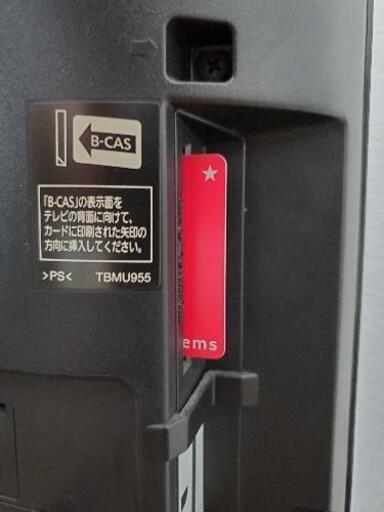 B-CAS
「B-CAS」の表示面を
テレビの背面に向けて、
カードに印刷された矢印の
方向に挿入してください。
>PS< TBMU955
ems